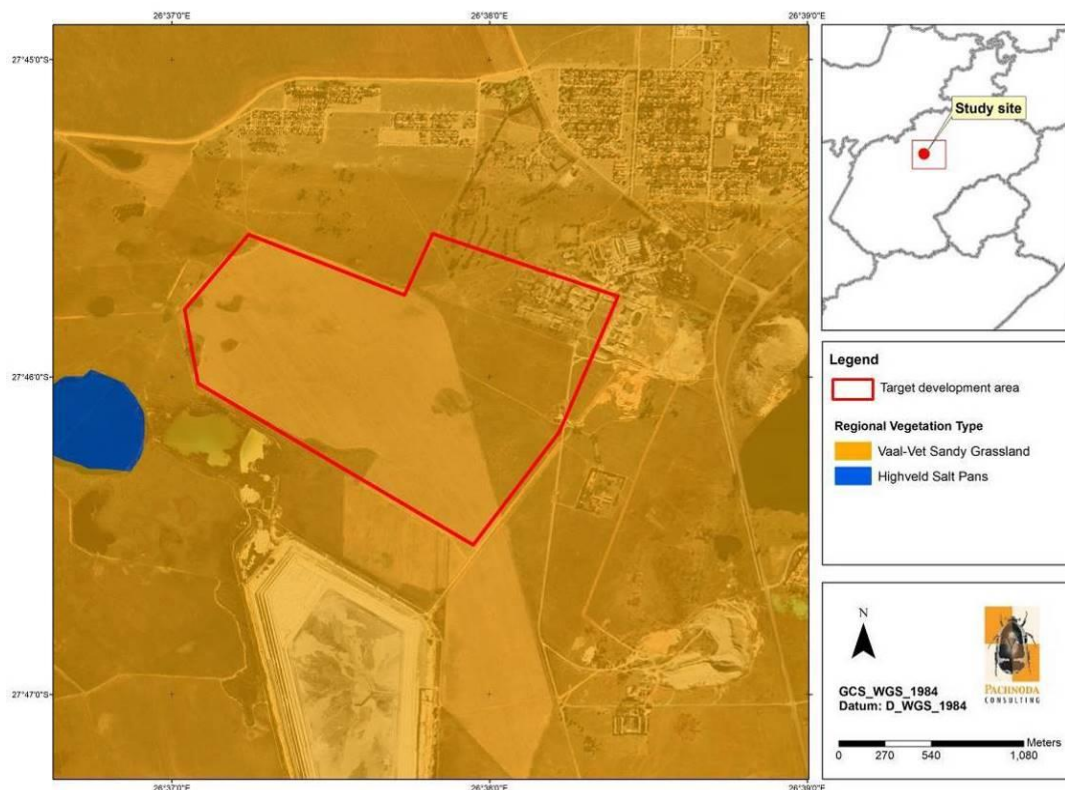 26°37'0"E
26°38'0"E
26°39'0"E
27°45'0"S
27°46'0"S
27°47'0"S
26°37'0"E
26°38'0"E
26°39'0"E
Study site
Legend
Target development area
Regional Vegetation Type
Vaal-Vet Sandy Grassland
Highveld Salt Pans
N
PACHNODA
CONSULTING
GCS_WGS_1984
Datum: D_WGS_1984
Meters
0 270 540 1,080